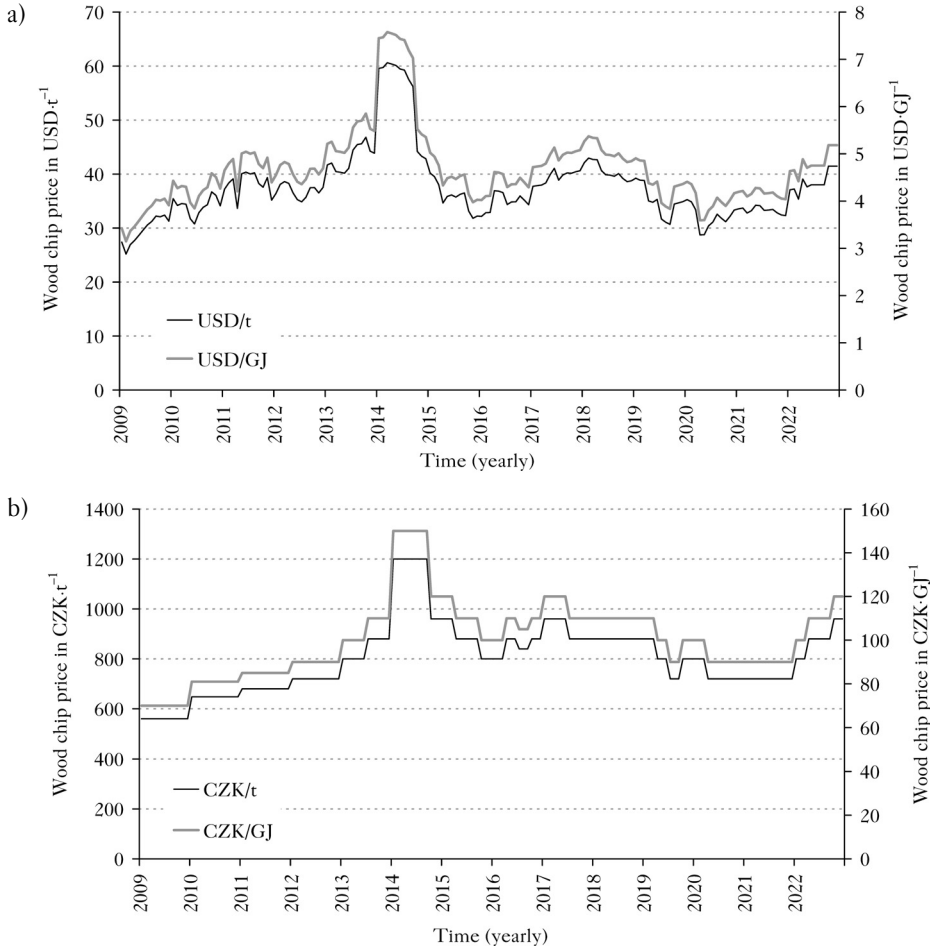 a)
Wood chip price in USD·t⁻¹
70
60
50
40
30
20
10
0
Wood chip price in USD·GJ⁻¹
8
7
6
5
4
3
2
1
0
USD/t
USD/GJ
2009 2010 2011 2012 2013 2014 2015 2016 2017 2018 2019 2020 2021 2022
Time (yearly)
b)
Wood chip price in CZK·t⁻¹
1400
1200
1000
800
600
400
200
0
Wood chip price in CZK·GJ⁻¹
160
140
120
100
80
60
40
20
0
CZK/t
CZK/GJ
2009 2010 2011 2012 2013 2014 2015 2016 2017 2018 2019 2020 2021 2022
Time (yearly)